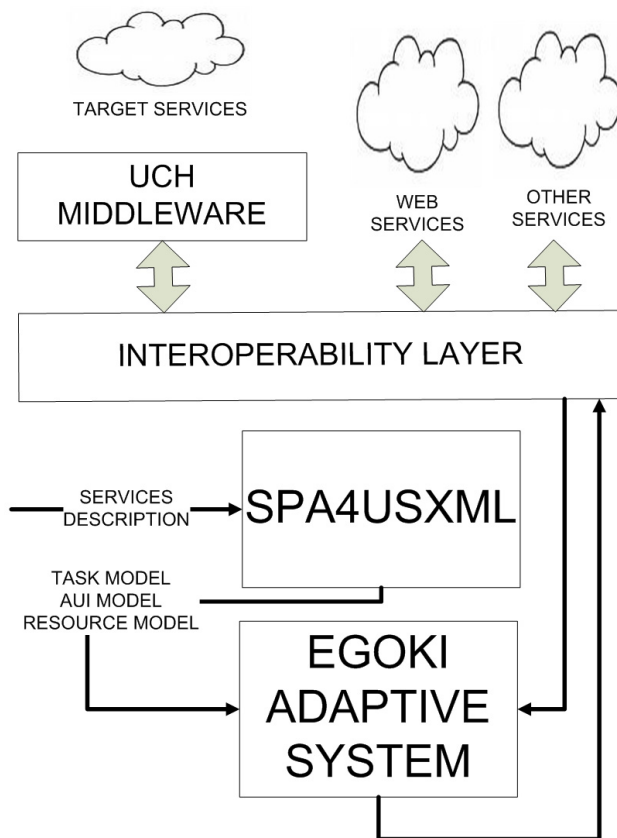 TARGET SERVICES
UCH
MIDDLEWARE
WEB
SERVICES
OTHER
SERVICES
INTEROPERABILITY LAYER
SERVICES
DESCRIPTION
SPA4USXML
TASK MODEL
AUI MODEL
RESOURCE MODEL
EGOKI
ADAPTIVE
SYSTEM